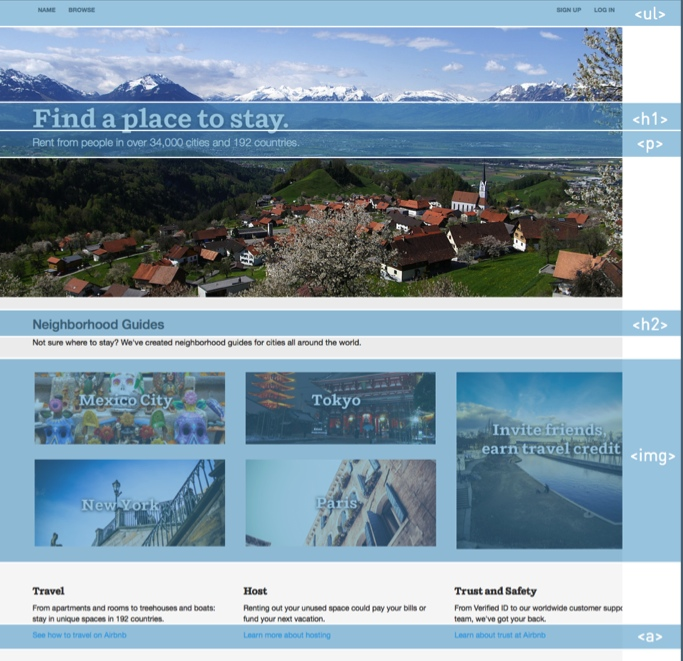 NAME BROWSE SIGN UP LOG IN <ul>
Find a place to stay. <h1>
Rent from people in over 34,000 cities and 192 countries. <p>
Neighborhood Guides <h2>
Not sure where to stay? We've created neighborhood guides for cities all around the world.
Mexico City
Tokyo
Invite friends,
earn travel credit
New York
Paris
<img>
Travel
From apartments and rooms to treehouses and boats:
stay in unique spaces in 192 countries.
See how to travel on Airbnb
Host
Renting out your unused space could pay your bills or
fund your next vacation.
Learn more about hosting
Trust and Safety
From Verified ID to our worldwide customer suppo
team, we've got your back.
Learn about trust at Airbnb
<a>